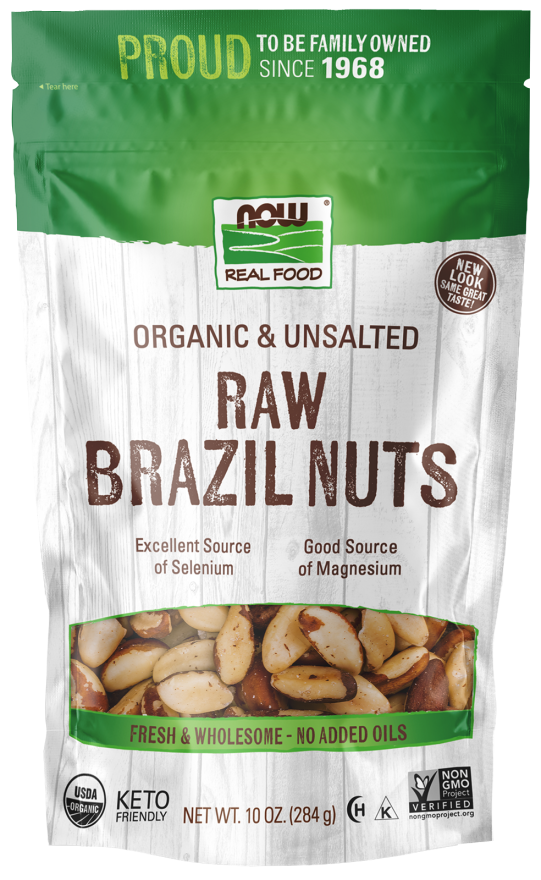 PROUD TO BE FAMILY OWNED
SINCE 1968
Tear here
NOW®
REAL FOOD
NEW
LOOK
SAME GREAT
TASTE!
ORGANIC & UNSALTED
RAW
BRAZIL NUTS
Excellent Source
of Selenium
Good Source
of Magnesium
FRESH & WHOLESOME - NO ADDED OILS
USDA
ORGANIC
KETO
FRIENDLY
NET WT. 10 OZ. (284 g)
H
K
NON
GMO
Project
VERIFIED
nongmoproject.org